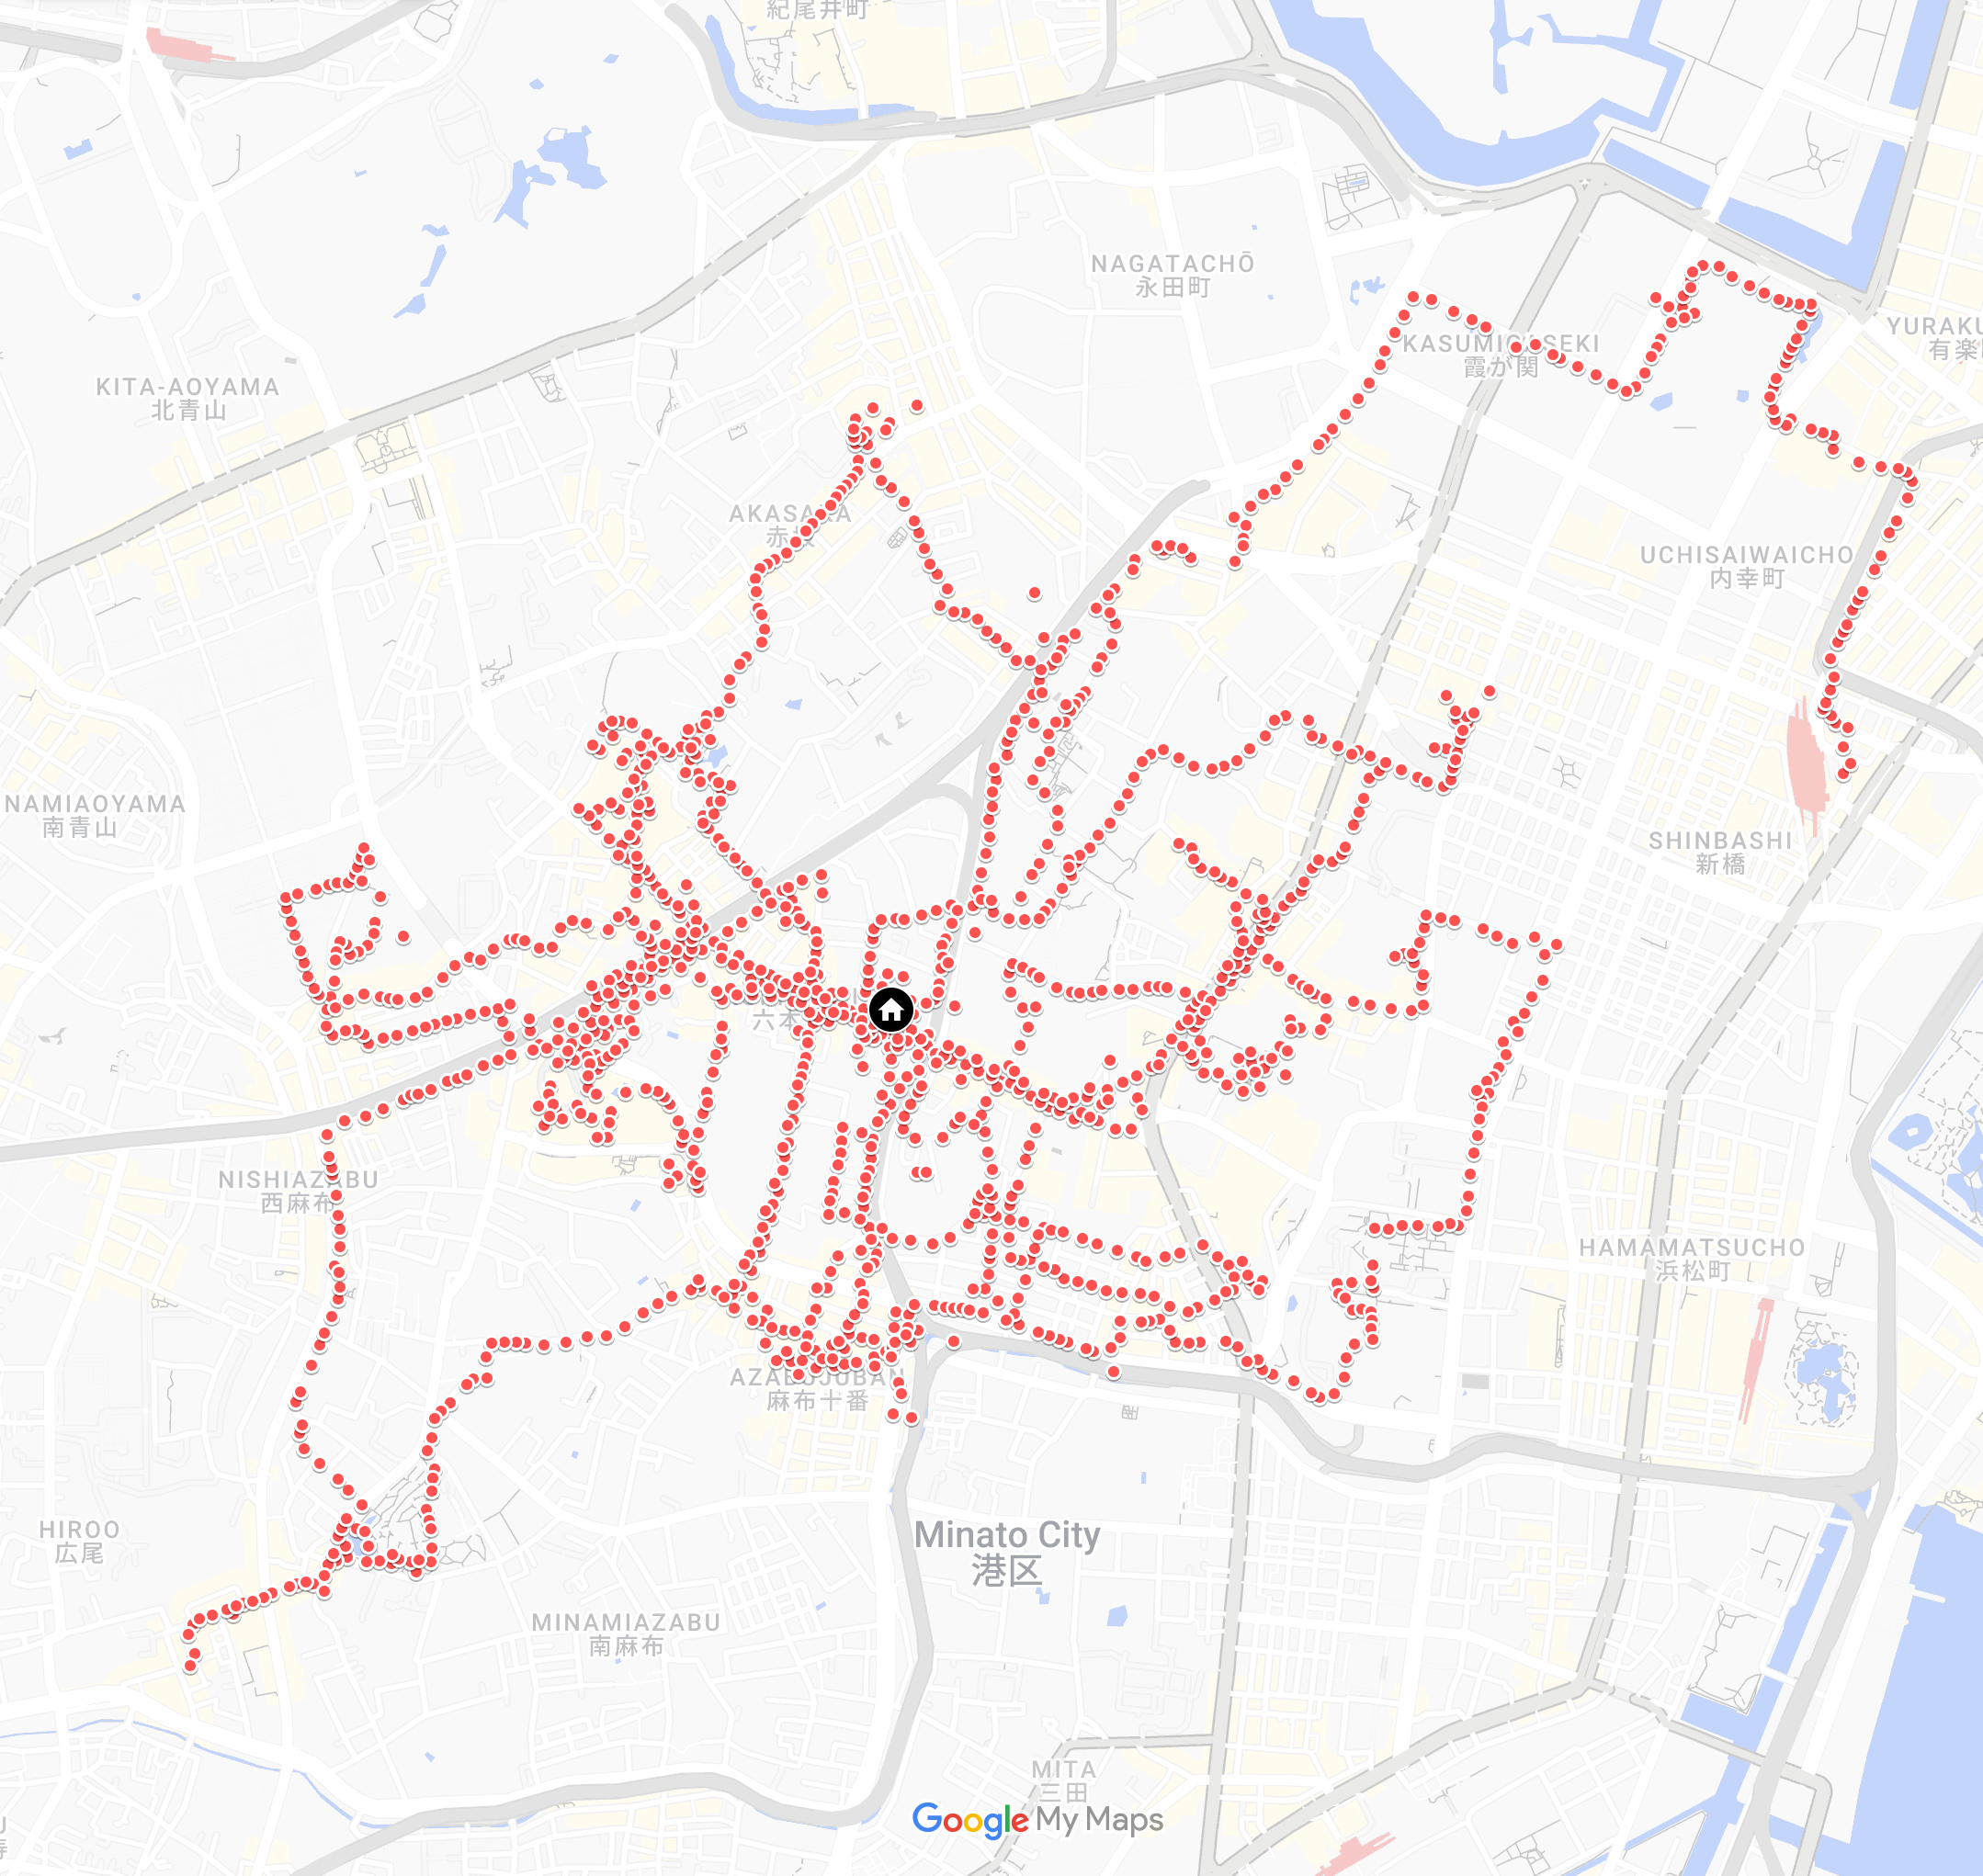 紀尾井町
NAGATACHŌ
永田町
KASUMIGASEKI
霞が関
YURAKU
有楽
KITA-AOYAMA
北青山
AKASAKA
赤坂
UCHISAIWAICHO
内幸町
NAMIAOYAMA
南青山
SHINBASHI
新橋
六本
NISHIAZABU
西麻布
HAMAMATSUCHO
浜松町
AZABUJUBAN
麻布十番
HIROO
広尾
Minato City
港区
MINAMIAZABU
南麻布
MITA
三田
Google My Maps